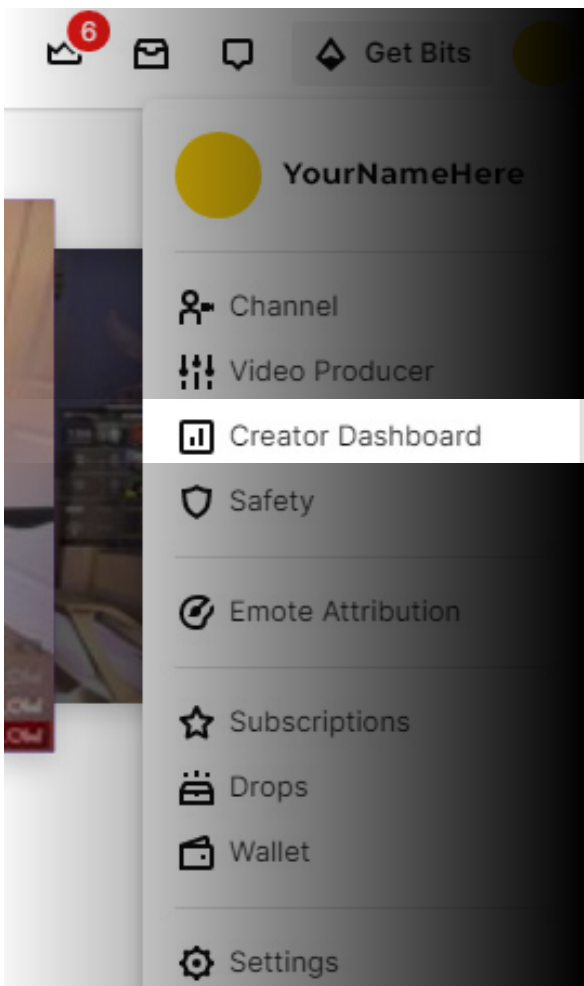 6
Get Bits
YourNameHere
Channel
Video Producer
Creator Dashboard
Safety
Emote Attribution
Subscriptions
Drops
Wallet
Settings